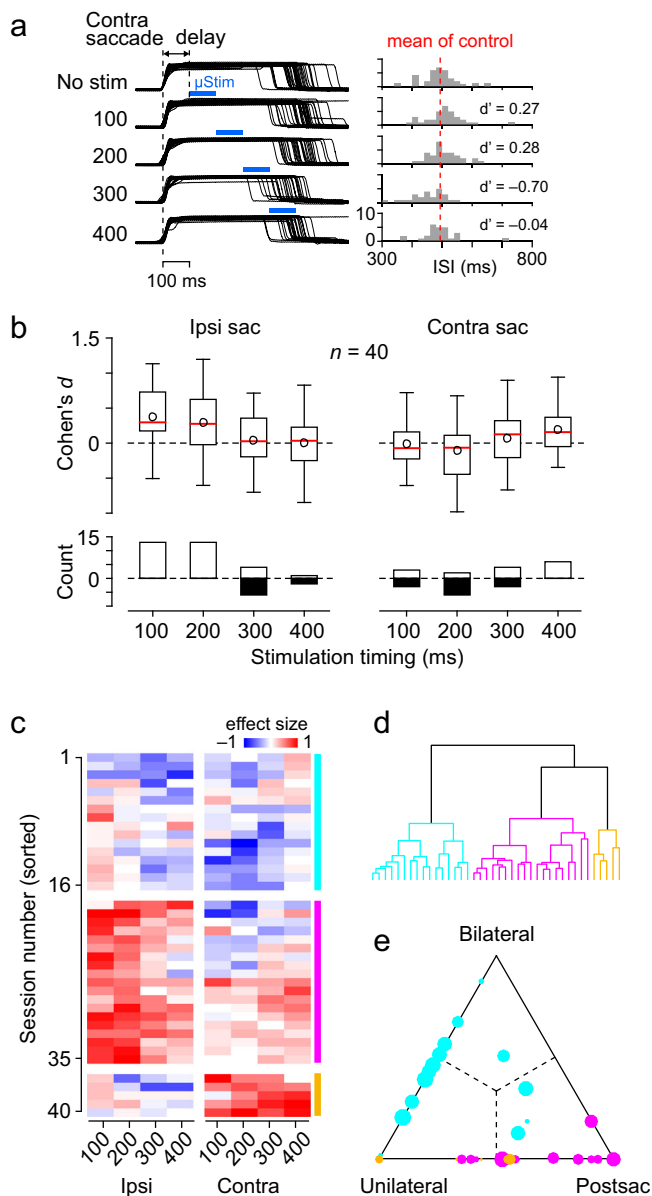 a
Contra saccade
delay
mean of control
No stim
μStim
100
d' = 0.27
200
d' = 0.28
300
d' = −0.70
400
d' = −0.04
10
0
100 ms
300
800
ISI (ms)
b
Ipsi sac
Contra sac
n = 40
1.5
0
Cohen's d
15
0
Count
100 200 300 400
100 200 300 400
Stimulation timing (ms)
c
effect size
−1
1
1
16
35
40
Session number (sorted)
100 200 300 400
100 200 300 400
Ipsi
Contra
d
e
Bilateral
Unilateral
Postsac